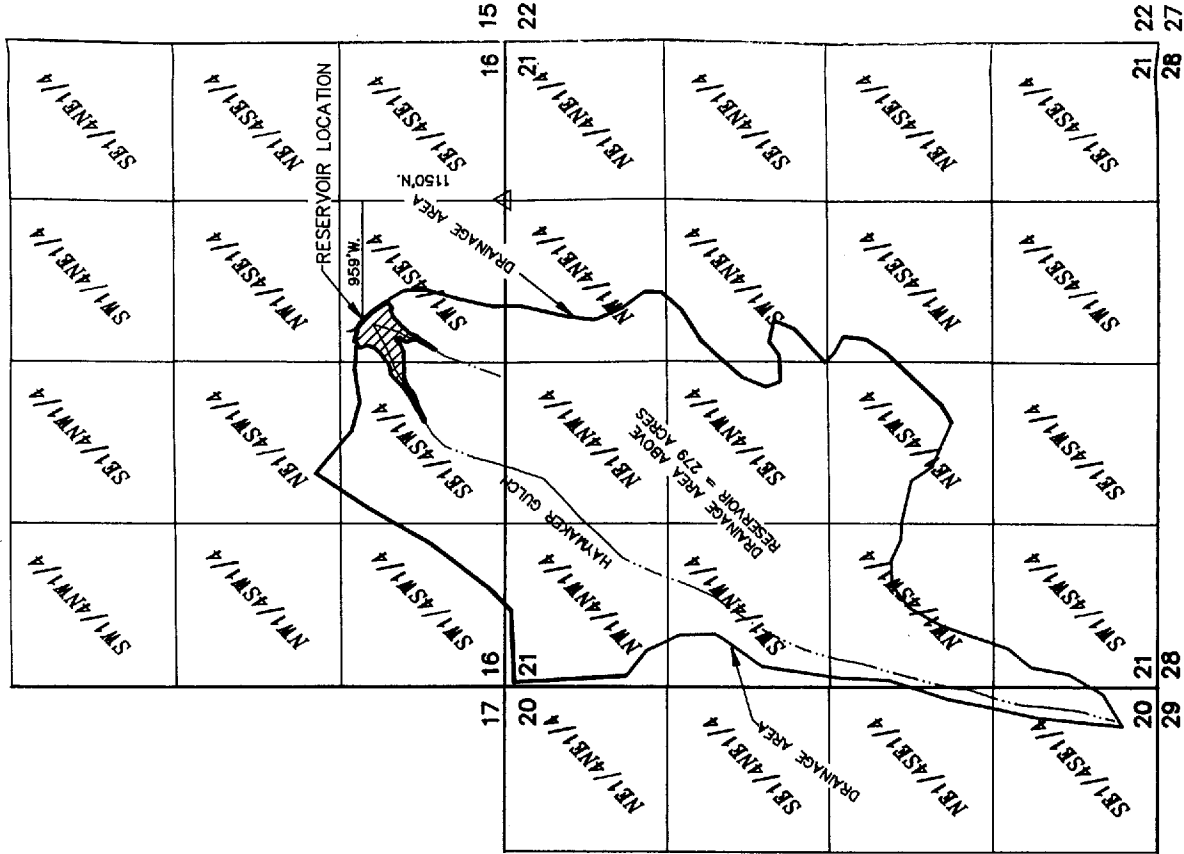 SW1/4NW1/4
SE1/4NW1/4
SW1/4NE1/4
SE1/4NE1/4
NW1/4SW1/4
NE1/4SW1/4
NW1/4SE1/4
NE1/4SE1/4
RESERVOIR LOCATION
959'W.
SW1/4SW1/4
SE1/4SW1/4
SW1/4SE1/4
SE1/4SE1/4
1150'N.
17
16
16
15
20
21
21
22
HAYMAKER GULCH
DRAINAGE AREA
NE1/4NE1/4
NW1/4NW1/4
NE1/4NW1/4
NW1/4NE1/4
NE1/4NE1/4
DRAINAGE AREA ABOVE
RESERVOIR = 279 ACRES
SE1/4NE1/4
SW1/4NW1/4
SE1/4NW1/4
SW1/4NE1/4
SE1/4NE1/4
DRAINAGE AREA
NE1/4SE1/4
NW1/4SW1/4
NE1/4SW1/4
NW1/4SE1/4
NE1/4SE1/4
SE1/4SE1/4
SW1/4SW1/4
SE1/4SW1/4
SW1/4SE1/4
SE1/4SE1/4
20
21
21
22
29
28
28
27